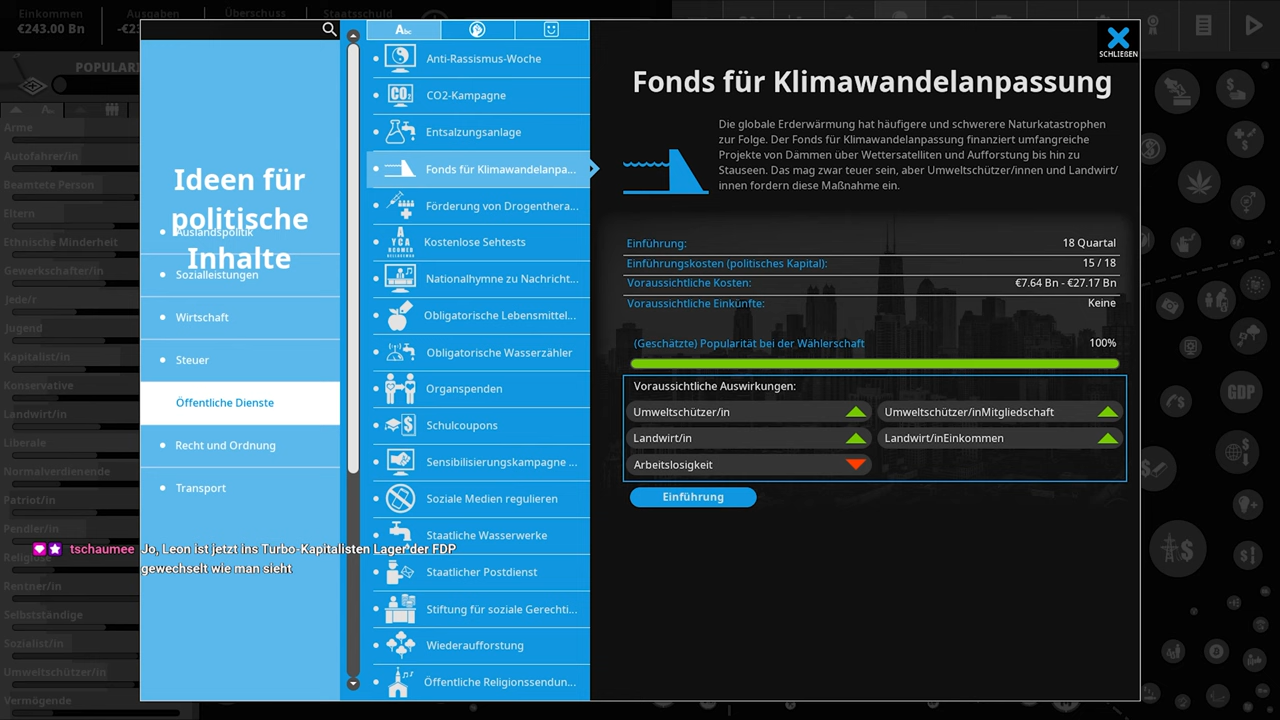 Einkommen
Ausgaben
Überschuss
Staatsschuld
€243.00 Bn
SCHLIEẞEN
POPULARI
Arme
Autofahrer/in
Beamtete Person
Eltern
Ethnische Minderheit
Gewerkschafter/in
Jede/r
Jugend
Kapitalist/in
Konservative
Landwirt/in
Liberale
Normalverdienende
Patriot/in
Pendler/in
Religiöse
Rentner/in
Selbstständige
Sozialist/in
Umweltschützer/in
Vermögende
Ideen für
politische
Inhalte
Auslandspolitik
Sozialleistungen
Wirtschaft
Steuer
Öffentliche Dienste
Recht und Ordnung
Transport
Abc
Anti-Rassismus-Woche
CO2-Kampagne
Entsalzungsanlage
Fonds für Klimawandelanpa...
Förderung von Drogenthera...
Kostenlose Sehtests
Nationalhymne zu Nachricht...
Obligatorische Lebensmittel...
Obligatorische Wasserzähler
Organspenden
Schulcoupons
Sensibilisierungskampagne ...
Soziale Medien regulieren
Staatliche Wasserwerke
Staatlicher Postdienst
Stiftung für soziale Gerechti...
Wiederaufforstung
Öffentliche Religionssendun...
tschaumee Jo, Leon ist jetzt ins Turbo-Kapitalisten Lager der FDP
gewechselt wie man sieht
Fonds für Klimawandelanpassung
Die globale Erderwärmung hat häufigere und schwerere Naturkatastrophen
zur Folge. Der Fonds für Klimawandelanpassung finanziert umfangreiche
Projekte von Dämmen über Wettersatelliten und Aufforstung bis hin zu
Stauseen. Das mag zwar teuer sein, aber Umweltschützer/innen und Landwirt/
innen fordern diese Maßnahme ein.
Einführung: 18 Quartal
Einführungskosten (politisches Kapital): 15 / 18
Voraussichtliche Kosten: €7.64 Bn - €27.17 Bn
Voraussichtliche Einkünfte: Keine
(Geschätzte) Popularität bei der Wählerschaft 100%
Voraussichtliche Auswirkungen:
Umweltschützer/in Umweltschützer/inMitgliedschaft
Landwirt/in Landwirt/inEinkommen
Arbeitslosigkeit
Einführung
GDP